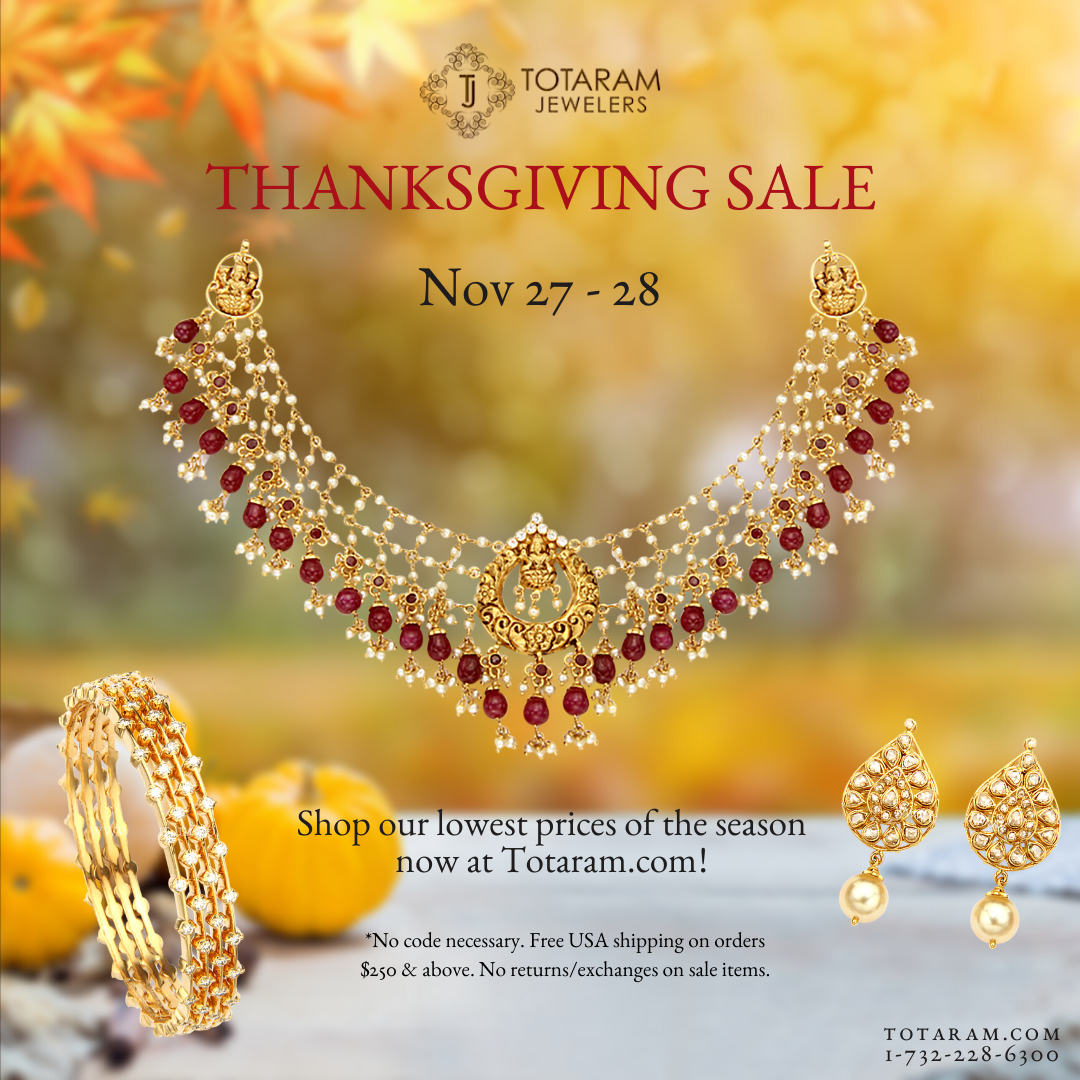 TJ
TOTARAM
JEWELERS
THANKSGIVING SALE
Nov 27 - 28
Shop our lowest prices of the season
now at Totaram.com!
*No code necessary. Free USA shipping on orders
$250 & above. No returns/exchanges on sale items.
TOTARAM.COM
1-732-228-6300